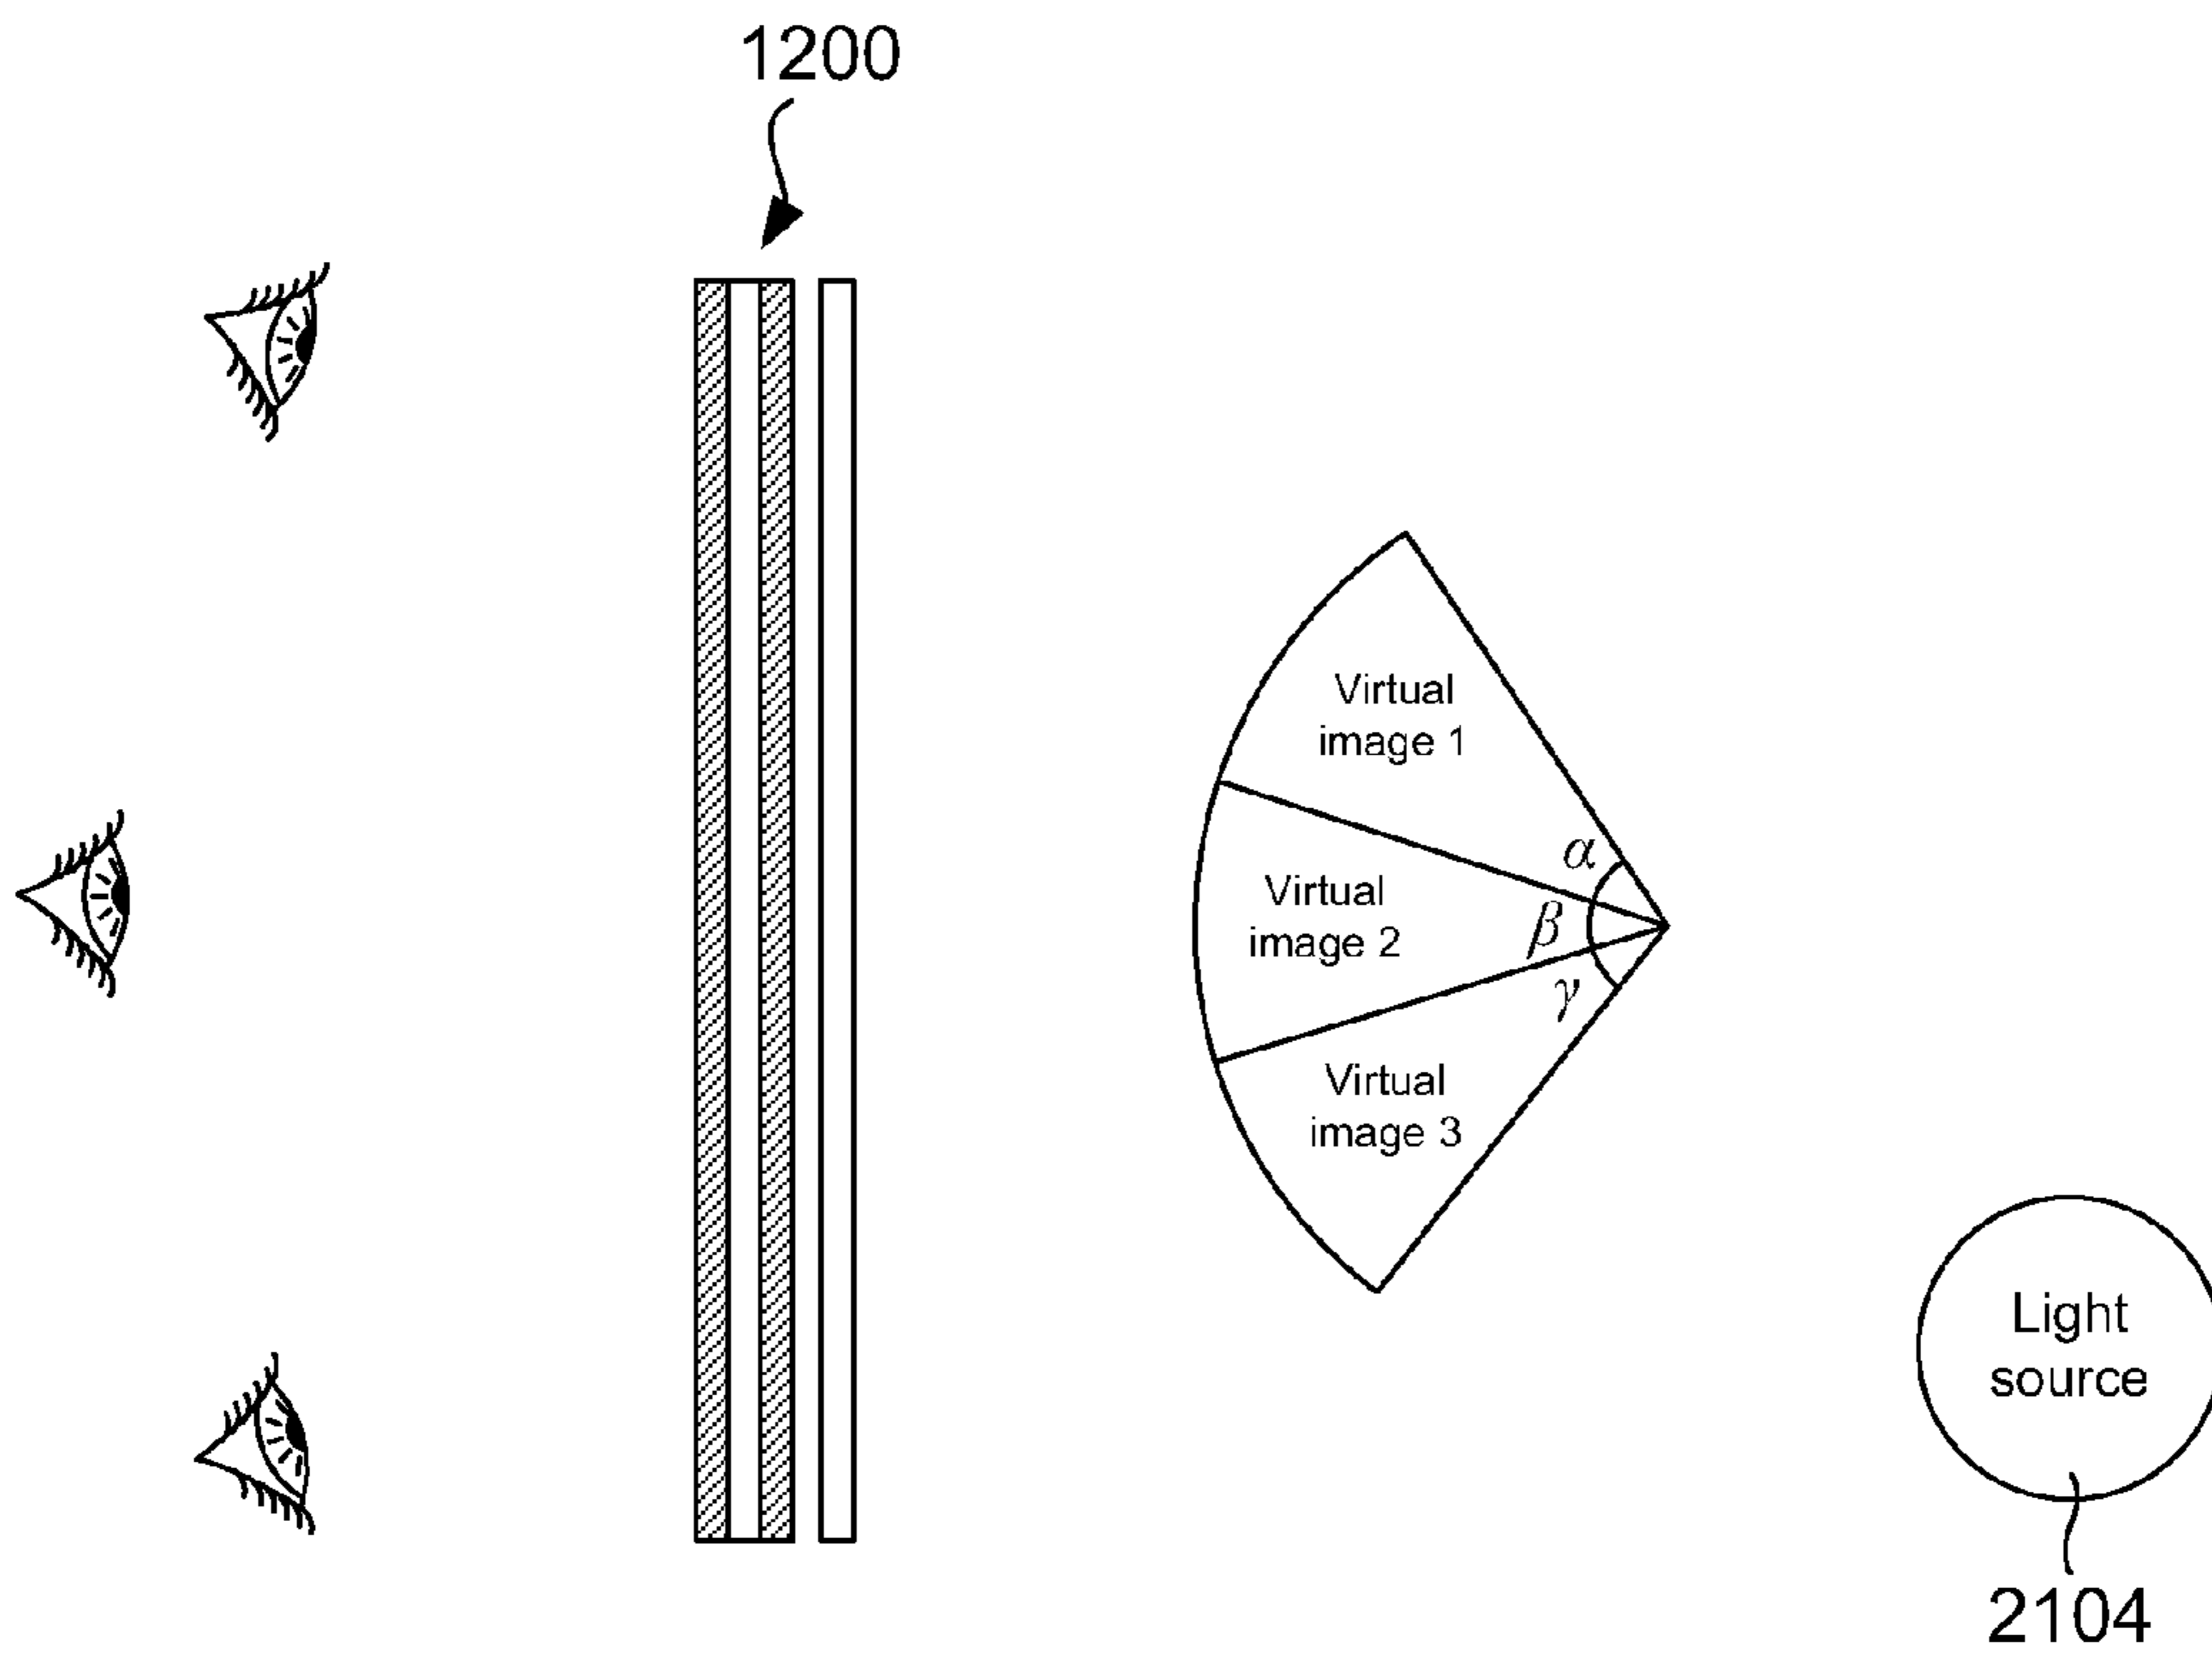 1200
Virtual
image 1
α
Virtual
image 2
β
γ
Virtual
image 3
Light
source
2104